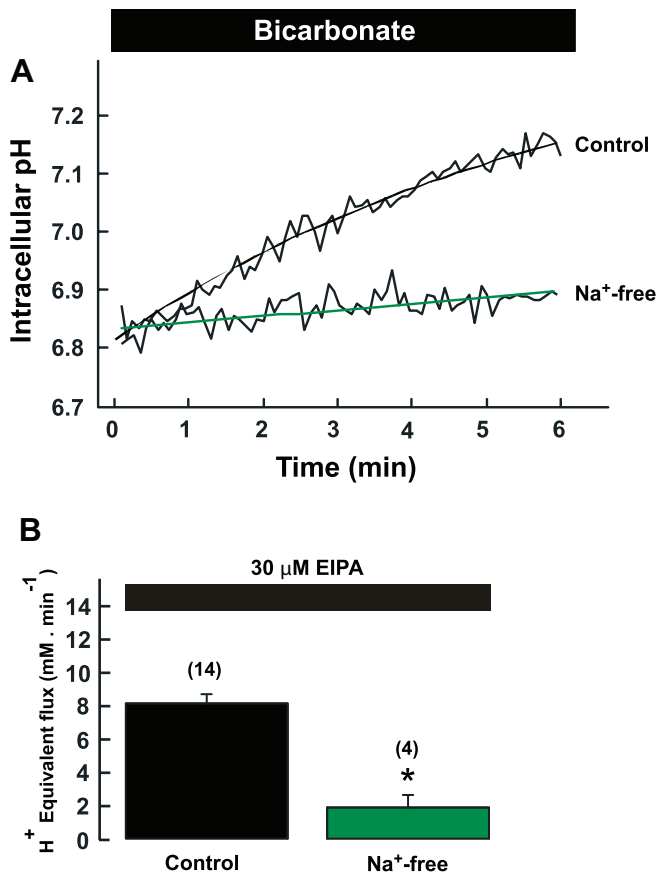 Bicarbonate
A
Intracellular pH
7.2
7.1
7.0
6.9
6.8
6.7
Control
Na⁺-free
0 1 2 3 4 5 6
Time (min)
B
30 μM EIPA
H⁺ Equivalent flux (mM . min⁻¹)
14
12
10
8
6
4
2
0
(14)
(4)
*
Control Na⁺-free